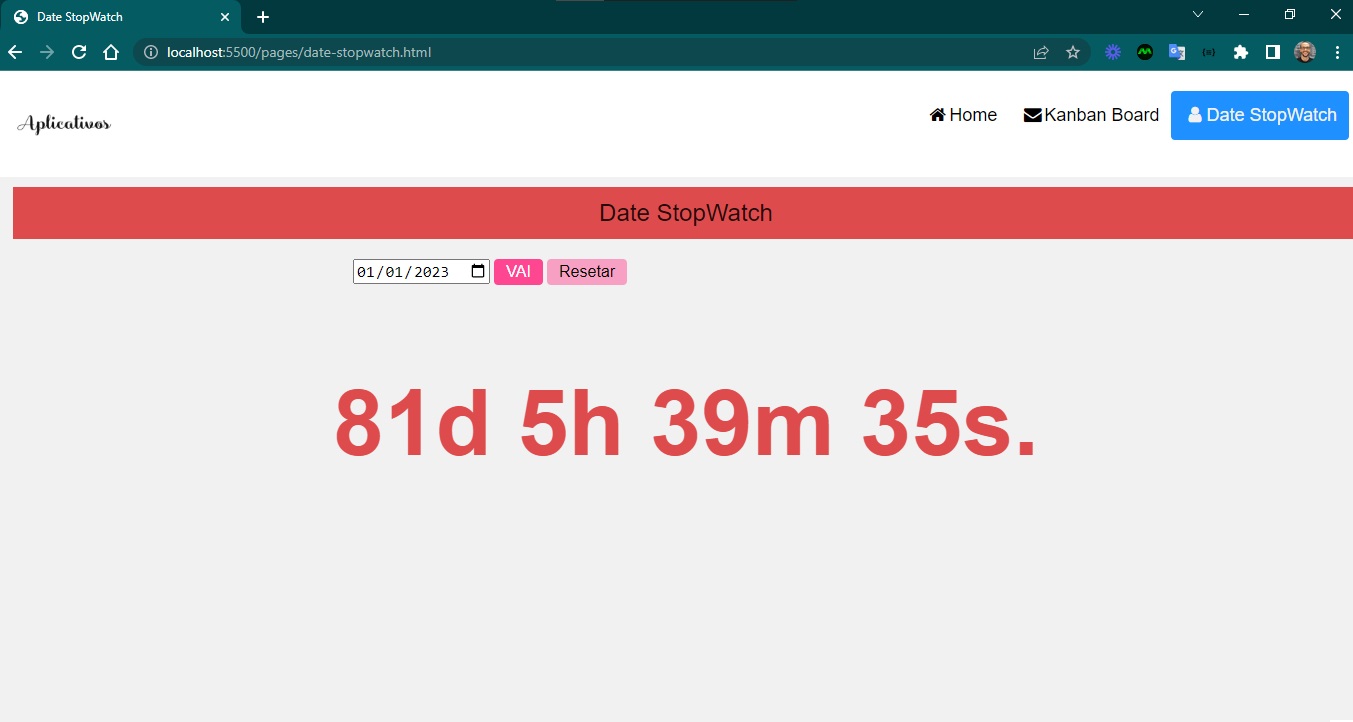 Date StopWatch
localhost:5500/pages/date-stopwatch.html
Aplicativos
Home
Kanban Board
Date StopWatch
Date StopWatch
01/01/2023
VAI
Resetar
81d 5h 39m 35s.